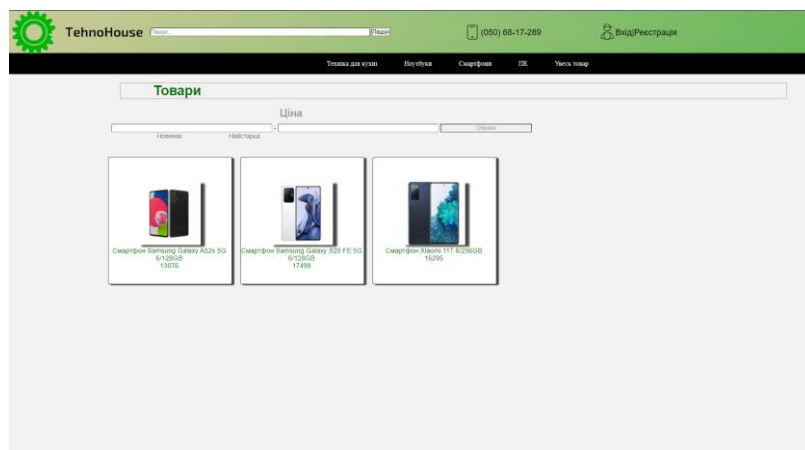 TehnoHouse
Пошук...
Пошук
(050) 68-17-289
Вхід|Реєстрація
Техніка для кухні Ноутбуки Смартфони ПК Увесь товар
Товари
Ціна
-
Обрати
Новинки Найстаріші
Смартфон Samsung Galaxy A52s 5G
6/128GB
13076
Смартфон Samsung Galaxy S20 FE 5G
6/128GB
17499
Смартфон Xiaomi 11T 8/256GB
16295